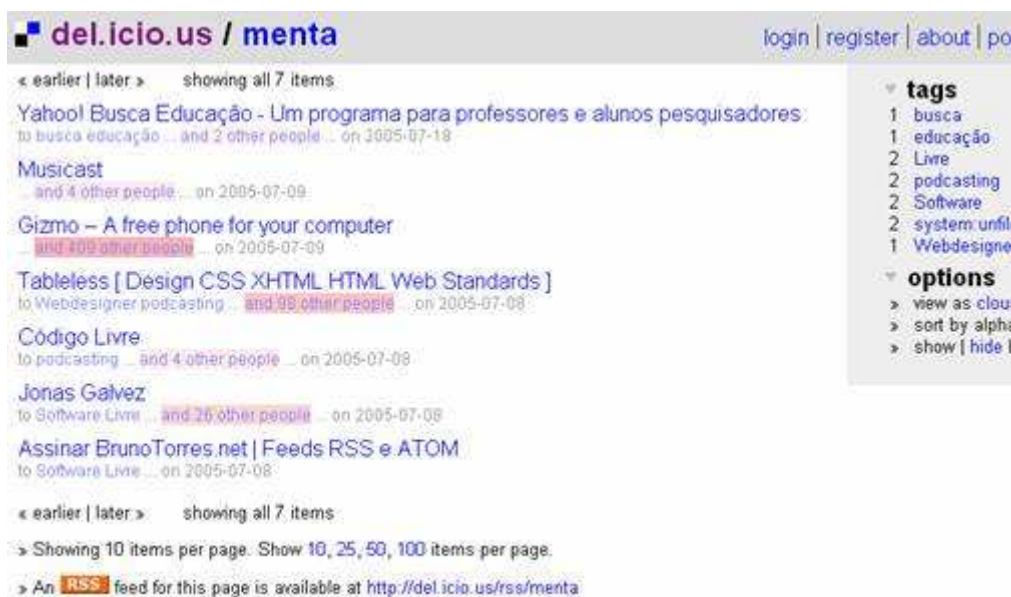 del.icio.us / menta
login | register | about |
« earlier | later » showing all 7 items
Yahoo! Busca Educação - Um programa para professores e alunos pesquisadores
to busca educação ... and 2 other people ... on 2005-07-18
Musicast
... and 4 other people ... on 2005-07-09
Gizmo – A free phone for your computer
... and 409 other people ... on 2005-07-09
Tableless [ Design CSS XHTML HTML Web Standards ]
to Webdesigner podcasting ... and 98 other people ... on 2005-07-08
Código Livre
to podcasting ... and 4 other people ... on 2005-07-08
Jonas Galvez
to Software Livre ... and 26 other people ... on 2005-07-08
Assinar BrunoTorres.net | Feeds RSS e ATOM
to Software Livre ... on 2005-07-08
« earlier | later » showing all 7 items
» Showing 10 items per page. Show 10, 25, 50, 100 items per page.
» An RSS feed for this page is available at http://del.icio.us/rss/menta
tags
1 busca
1 educação
2 Livre
2 podcasting
2 Software
2 system:unfil
1 Webdesigne
options
» view as clou
» sort by alpha
» show | hide